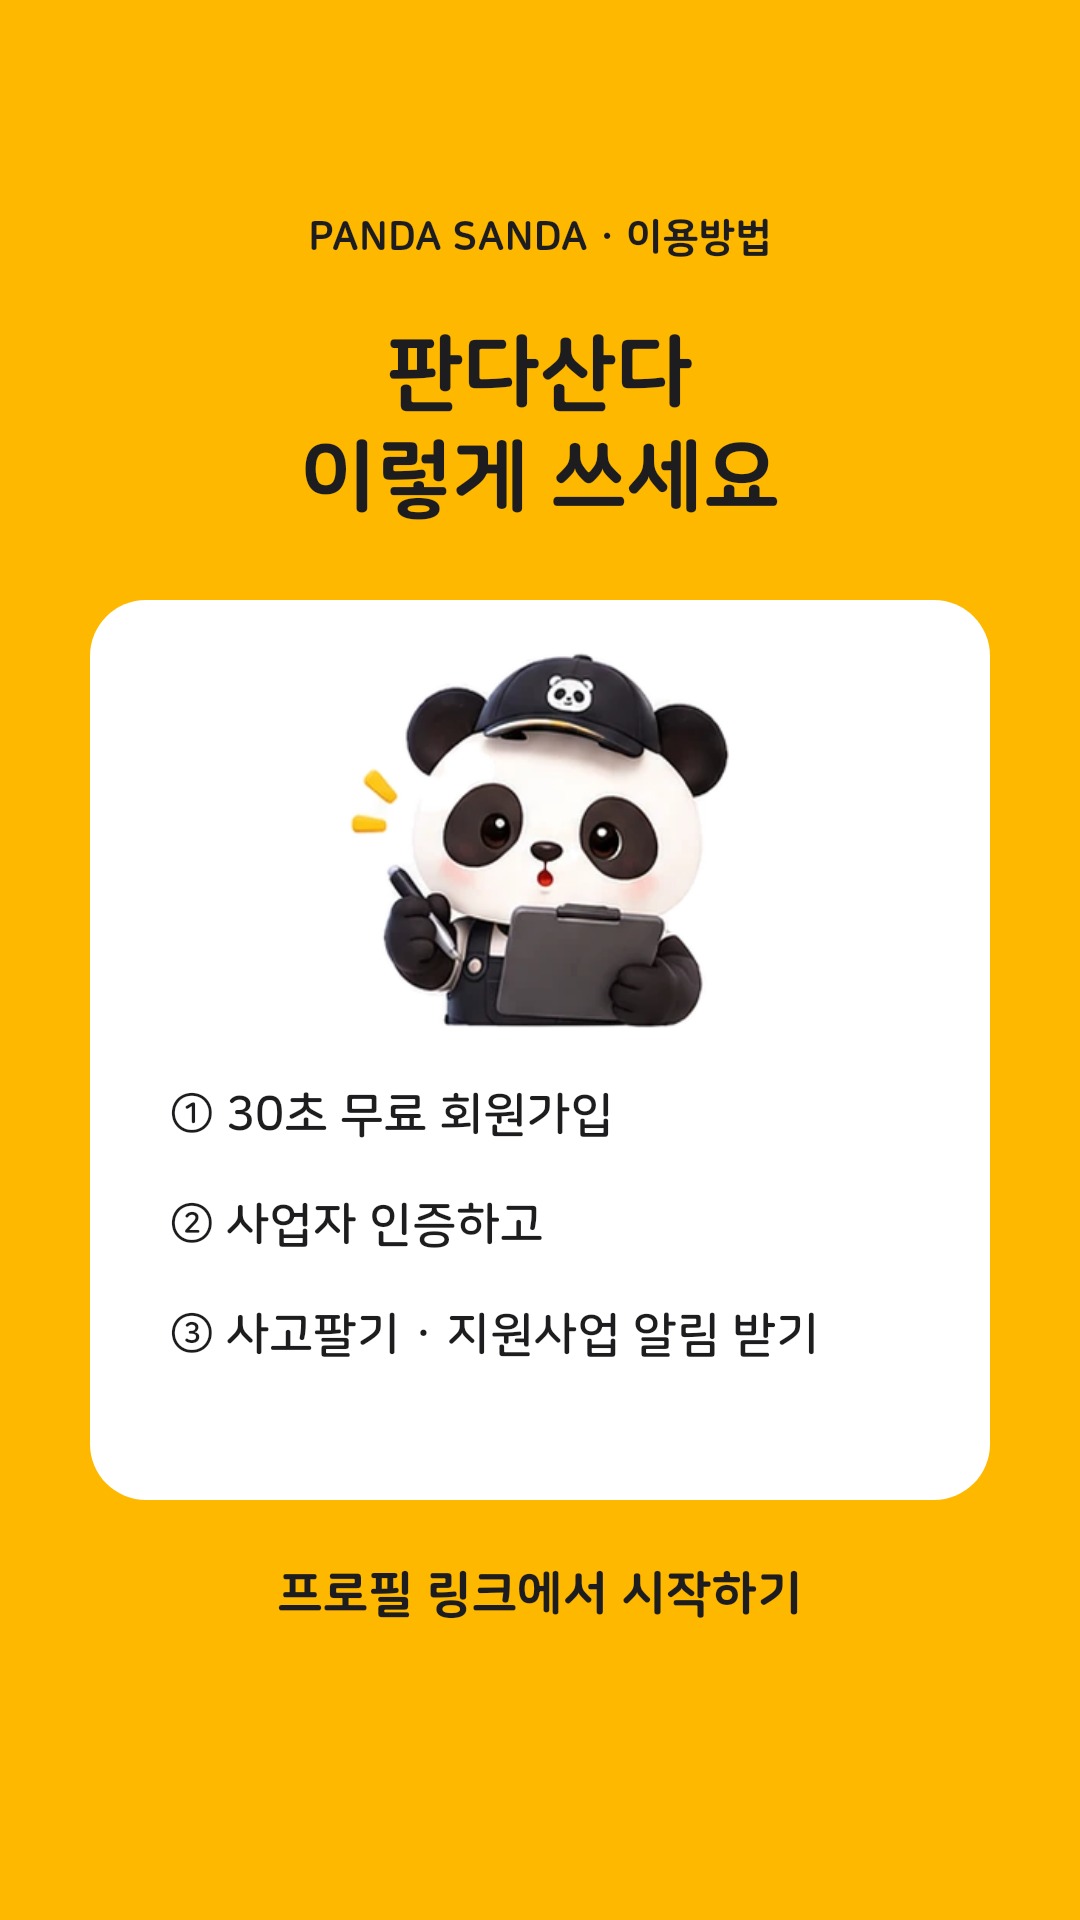 PANDA SANDA · 이용방법
판다산다
이렇게 쓰세요
① 30초 무료 회원가입
② 사업자 인증하고
③ 사고팔기 · 지원사업 알림 받기
프로필 링크에서 시작하기